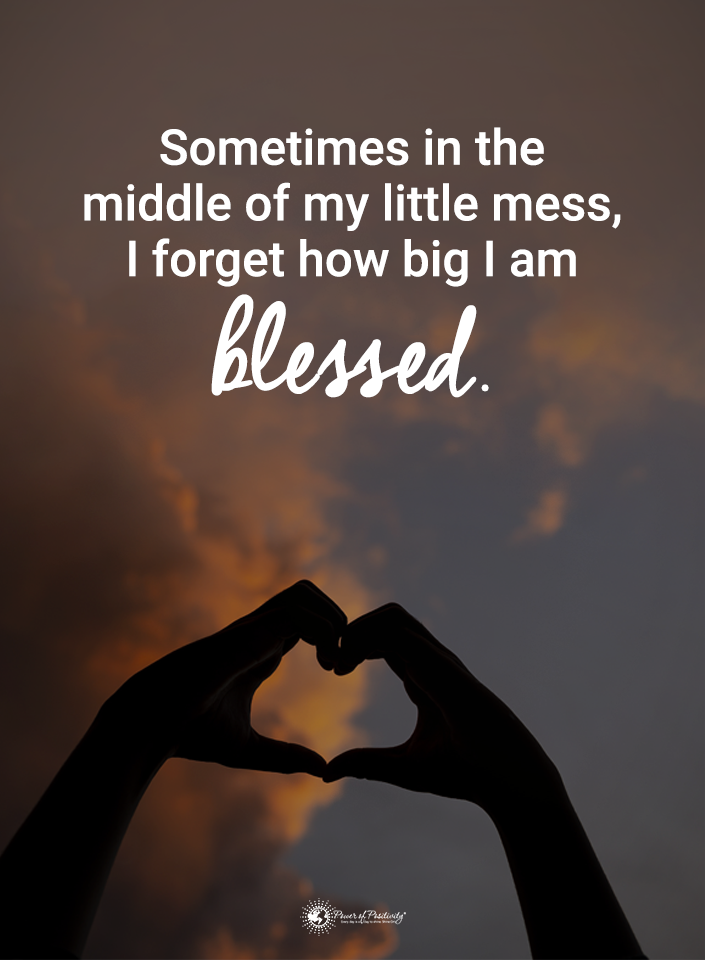 Sometimes in the
middle of my little mess,
I forget how big I am
blessed.
Power of Positivity